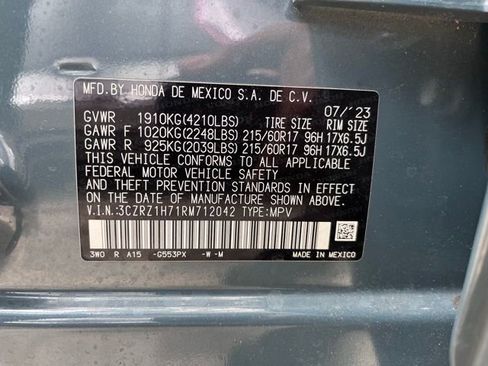 MFD.BY HONDA DE MEXICO S.A. DE C.V.
07/'23
GVWR 1910KG(4210LBS) TIRE SIZE RIM SIZE
GAWR F 1020KG(2248LBS) 215/60R17 96H 17X6.5J
GAWR R 925KG(2039LBS) 215/60R17 96H 17X6.5J
THIS VEHICLE CONFORMS TO ALL APPLICABLE
FEDERAL MOTOR VEHICLE SAFETY
AND THEFT PREVENTION STANDARDS IN EFFECT
ON THE DATE OF MANUFACTURE SHOWN ABOVE.
V.I.N.:3CZRZ1H71RM712042 TYPE:MPV
3WO R A15 -G553PX -W-M MADE IN MEXICO